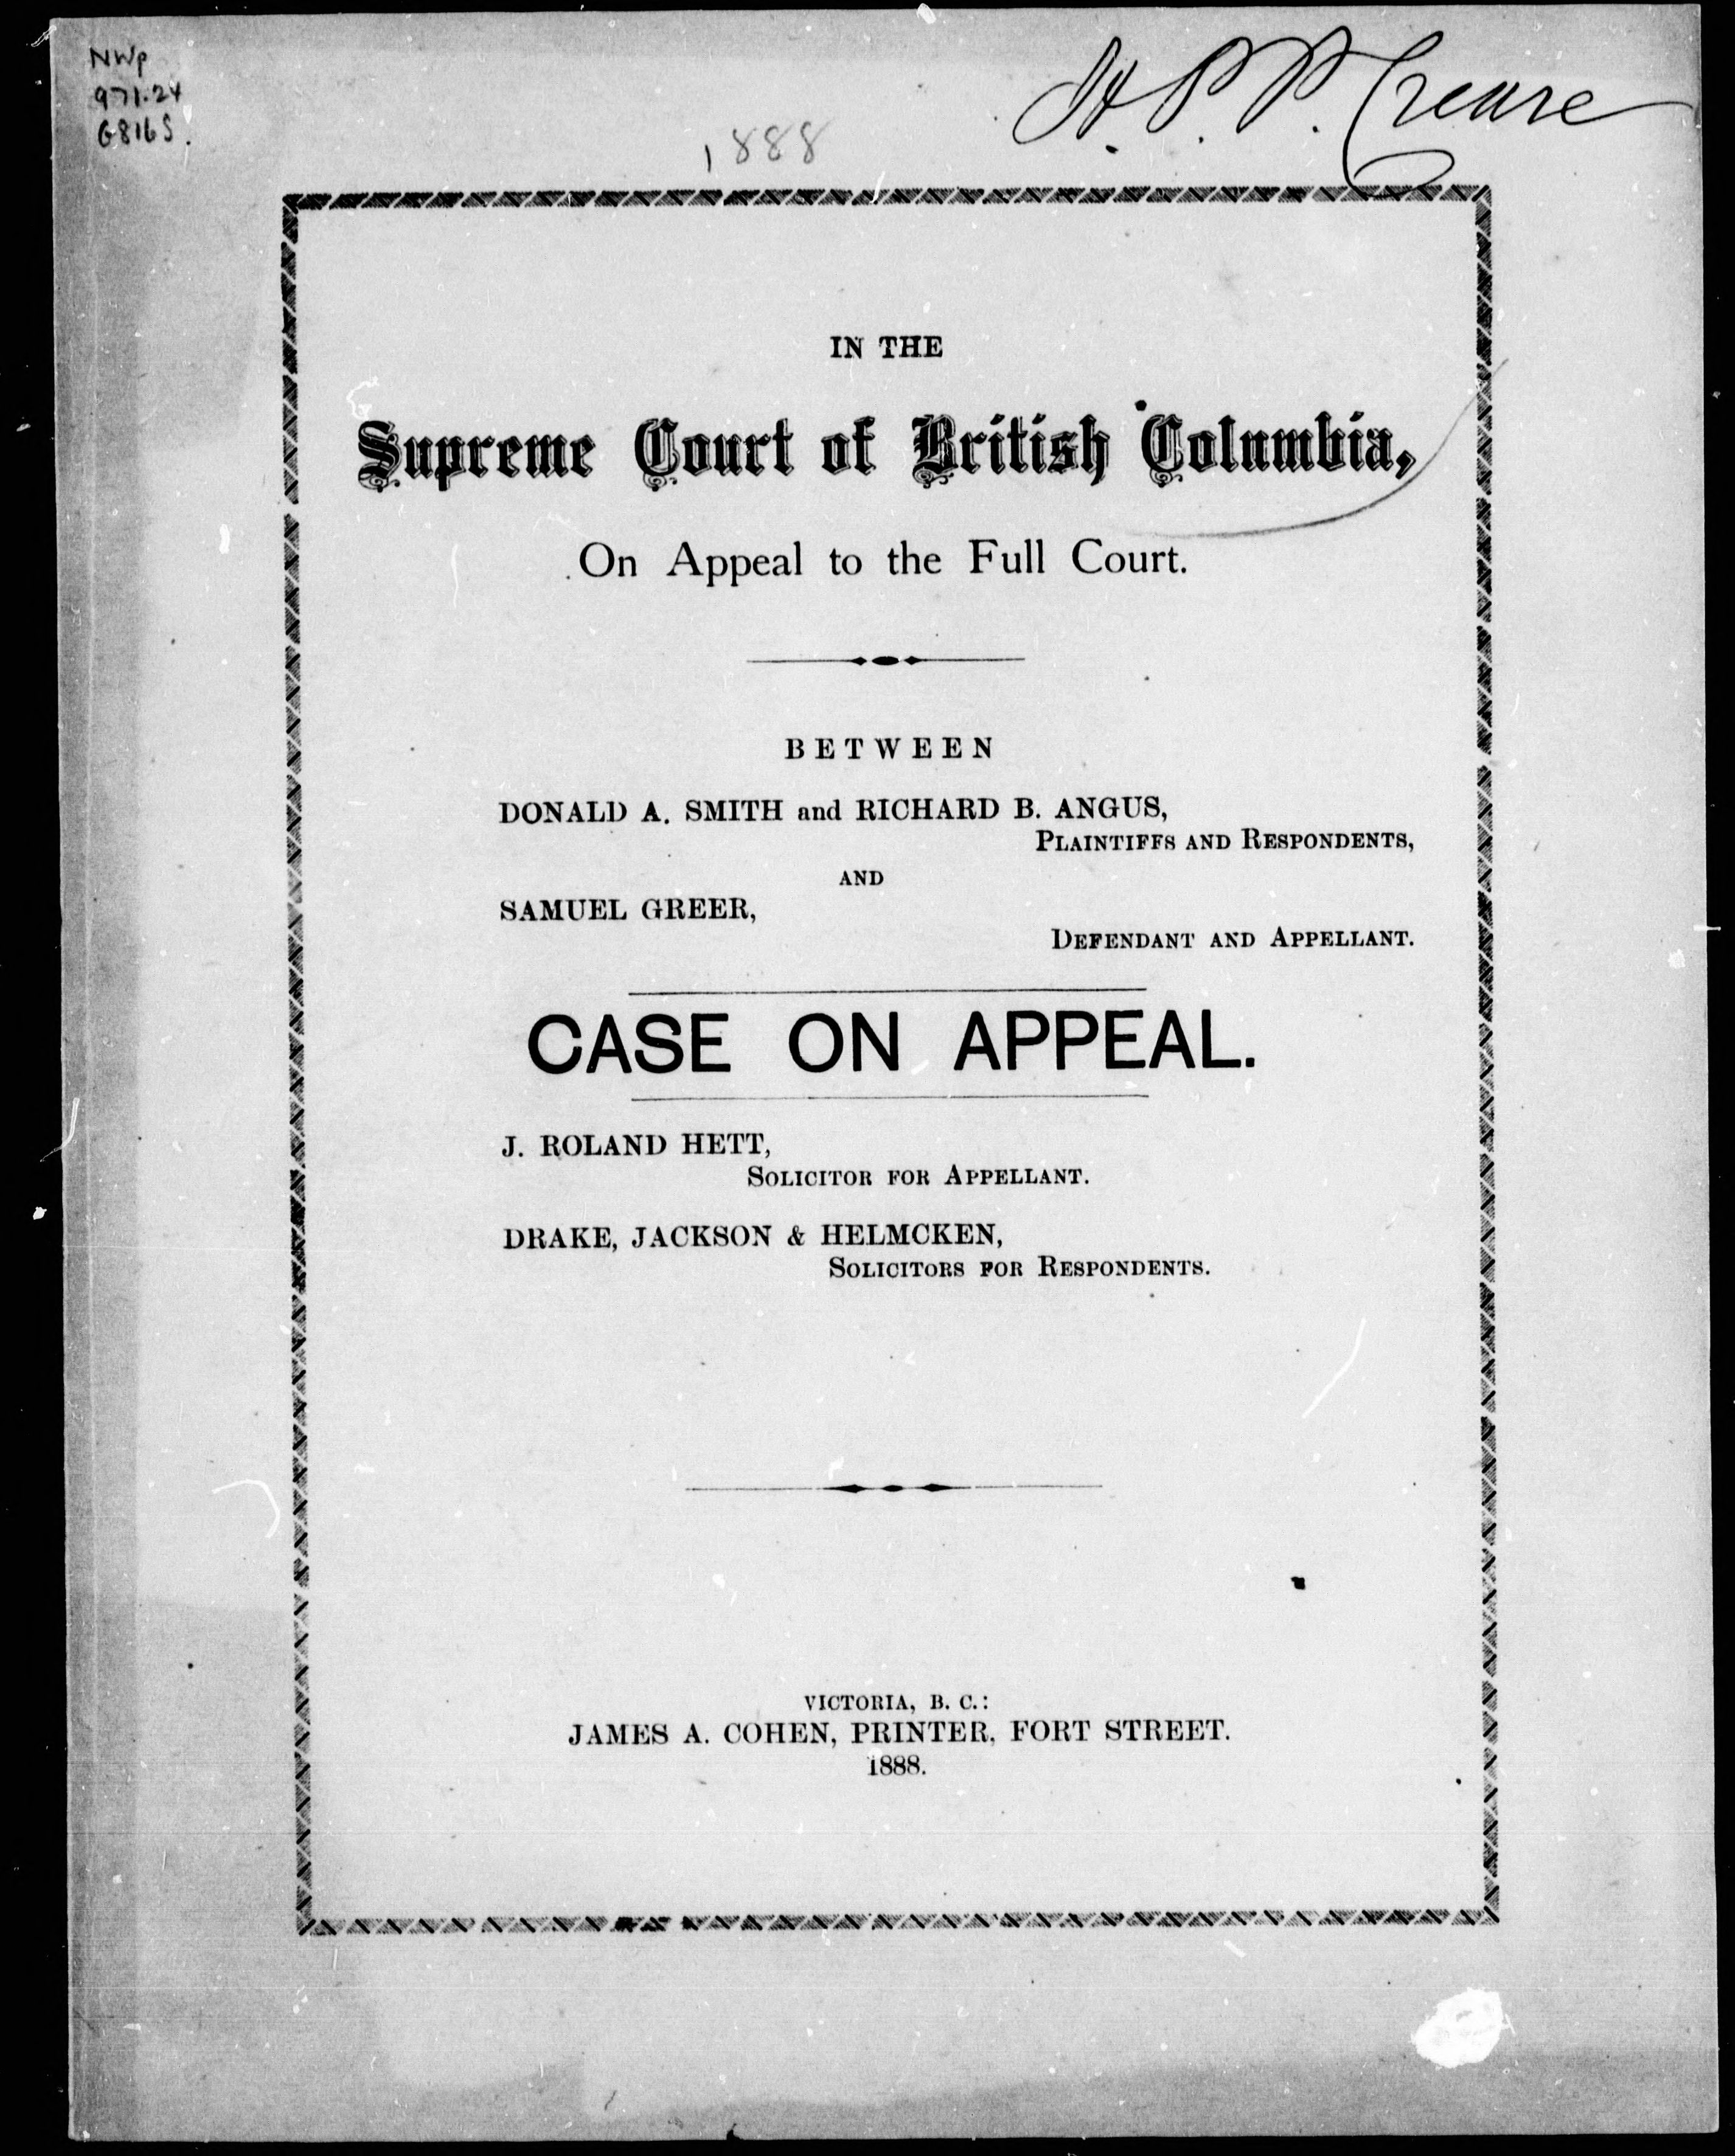 NWp
971.24
G816S.
1888
H. P. P. Crease
IN THE
Supreme Court of British Columbia,
On Appeal to the Full Court.
BETWEEN
DONALD A. SMITH and RICHARD B. ANGUS,
PLAINTIFFS AND RESPONDENTS,
AND
SAMUEL GREER,
DEFENDANT AND APPELLANT.
CASE ON APPEAL.
J. ROLAND HETT,
SOLICITOR FOR APPELLANT.
DRAKE, JACKSON & HELMCKEN,
SOLICITORS FOR RESPONDENTS.
VICTORIA, B. C.:
JAMES A. COHEN, PRINTER, FORT STREET.
1888.